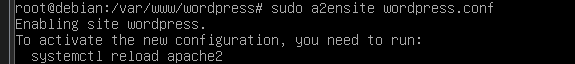 root@debian:/var/www/wordpress# sudo a2ensite wordpress.conf
Enabling site wordpress.
To activate the new configuration, you need to run:
  systemctl reload apache2